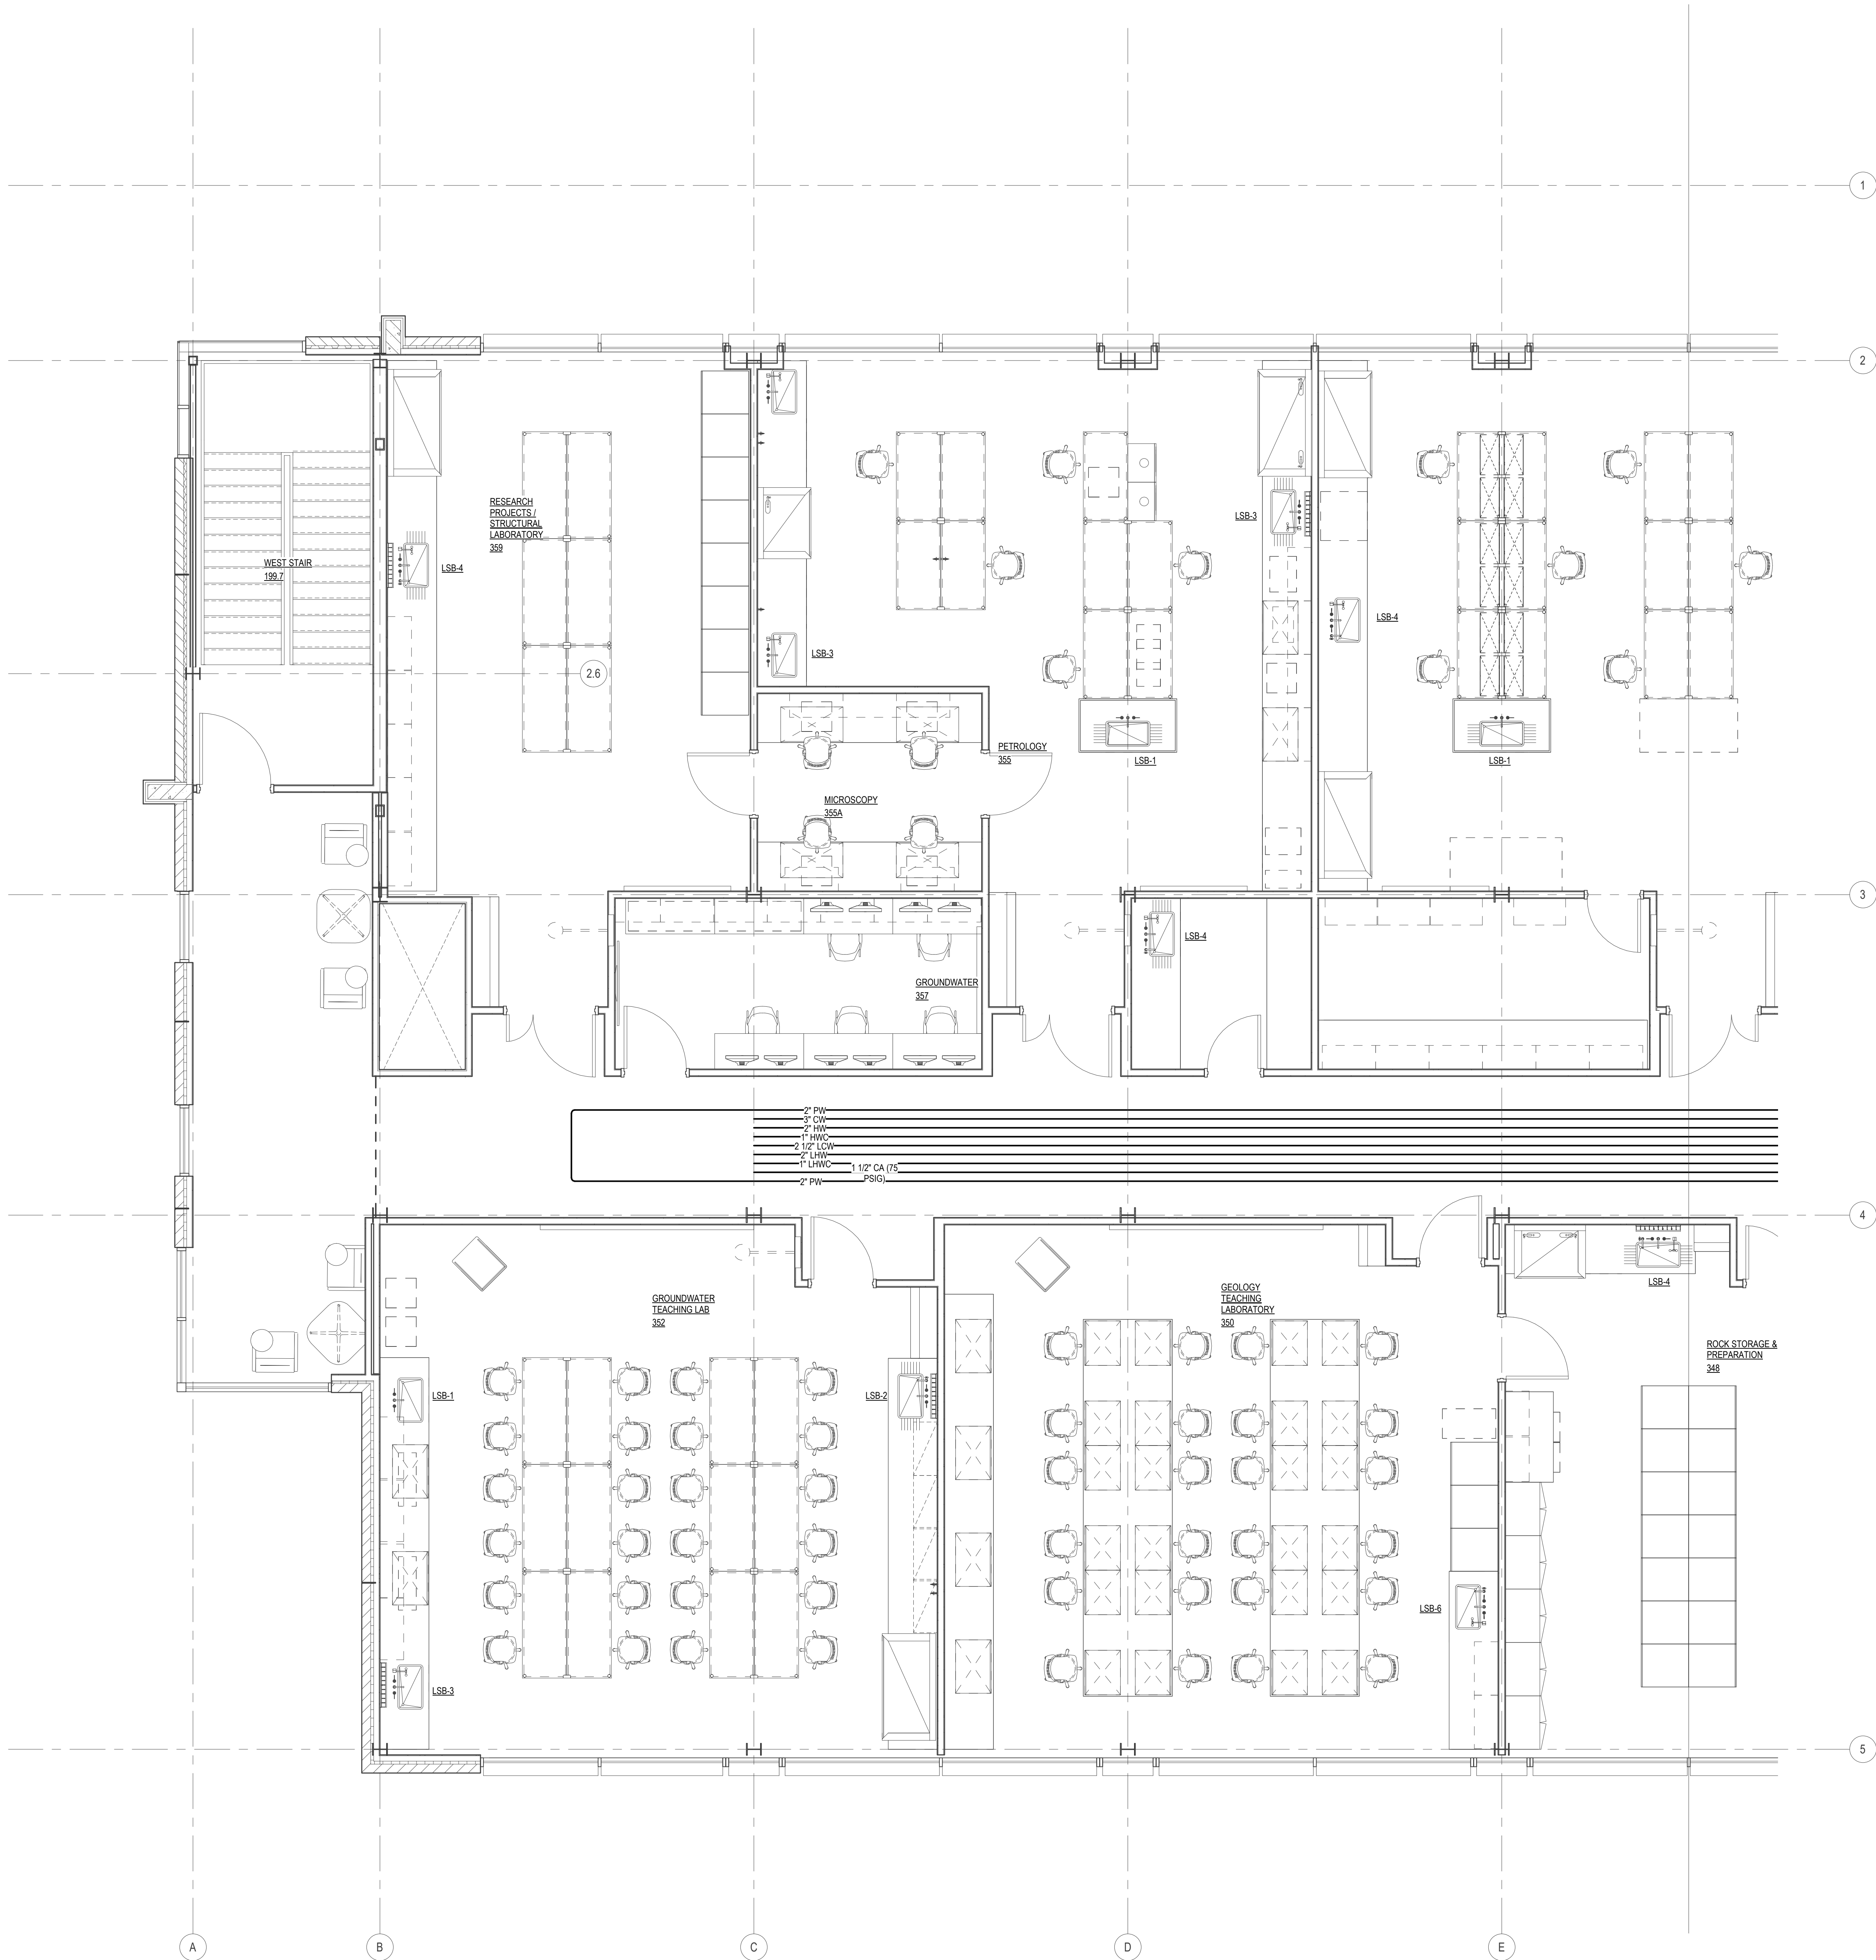 1
2
RESEARCH
PROJECTS /
STRUCTURAL
LABORATORY
359
LSB-3
WEST STAIR
199.7
LSB-4
LSB-4
LSB-3
2.6
PETROLOGY
355
LSB-1
LSB-1
MICROSCOPY
355A
3
LSB-4
GROUNDWATER
357
2" PW
3" CW
2" HW
1" HWC
2 1/2" LCW
2" LHW
1" LHWC
1 1/2" CA (75
PSIG)
2" PW
4
LSB-4
GROUNDWATER
TEACHING LAB
352
GEOLOGY
TEACHING
LABORATORY
350
ROCK STORAGE &
PREPARATION
348
LSB-1
LSB-2
LSB-6
LSB-3
5
A
B
C
D
E